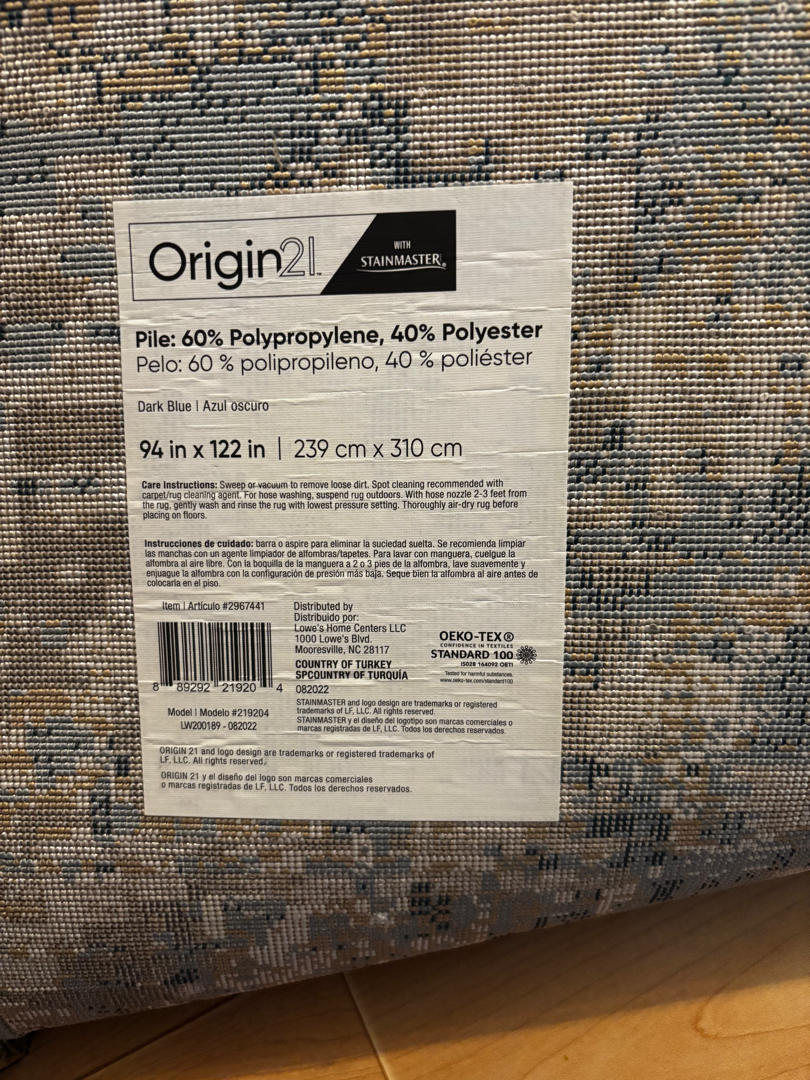 Origin21™
WITH
STAINMASTER®
Pile: 60% Polypropylene, 40% Polyester
Pelo: 60 % polipropileno, 40 % poliéster
Dark Blue | Azul oscuro
94 in x 122 in | 239 cm x 310 cm
Care Instructions: Sweep or vacuum to remove loose dirt. Spot cleaning recommended with
carpet/rug cleaning agent. For hose washing, suspend rug outdoors. With hose nozzle 2-3 feet from
the rug, gently wash and rinse the rug with lowest pressure setting. Thoroughly air-dry rug before
placing on floors.
Instrucciones de cuidado: barra o aspire para eliminar la suciedad suelta. Se recomienda limpiar
las manchas con un agente limpiador de alfombras/tapetes. Para lavar con manguera, cuelgue la
alfombra al aire libre. Con la boquilla de la manguera a 2 o 3 pies de la alfombra, lave suavemente y
enjuague la alfombra con la configuración de presión más baja. Seque bien la alfombra al aire antes de
colocarla en el piso.
Item | Artículo #2967441
8 89292 21920 4
Model | Modelo #219204
LW200189 - 082022
Distributed by
Distribuido por:
Lowe's Home Centers LLC
1000 Lowe's Blvd.
Mooresville, NC 28117
COUNTRY OF TURKEY
SPCOUNTRY OF TURQUÍA
082022
OEKO-TEX®
CONFIDENCE IN TEXTILES
STANDARD 100
IS028 164092 OETI
Tested for harmful substances.
www.oeko-tex.com/standard100
STAINMASTER and logo design are trademarks or registered
trademarks of LF, LLC. All rights reserved.
STAINMASTER y el diseño del logotipo son marcas comerciales o
marcas registradas de LF, LLC. Todos los derechos reservados.
ORIGIN 21 and logo design are trademarks or registered trademarks of
LF, LLC. All rights reserved.
ORIGIN 21 y el diseño del logo son marcas comerciales
o marcas registradas de LF, LLC. Todos los derechos reservados.